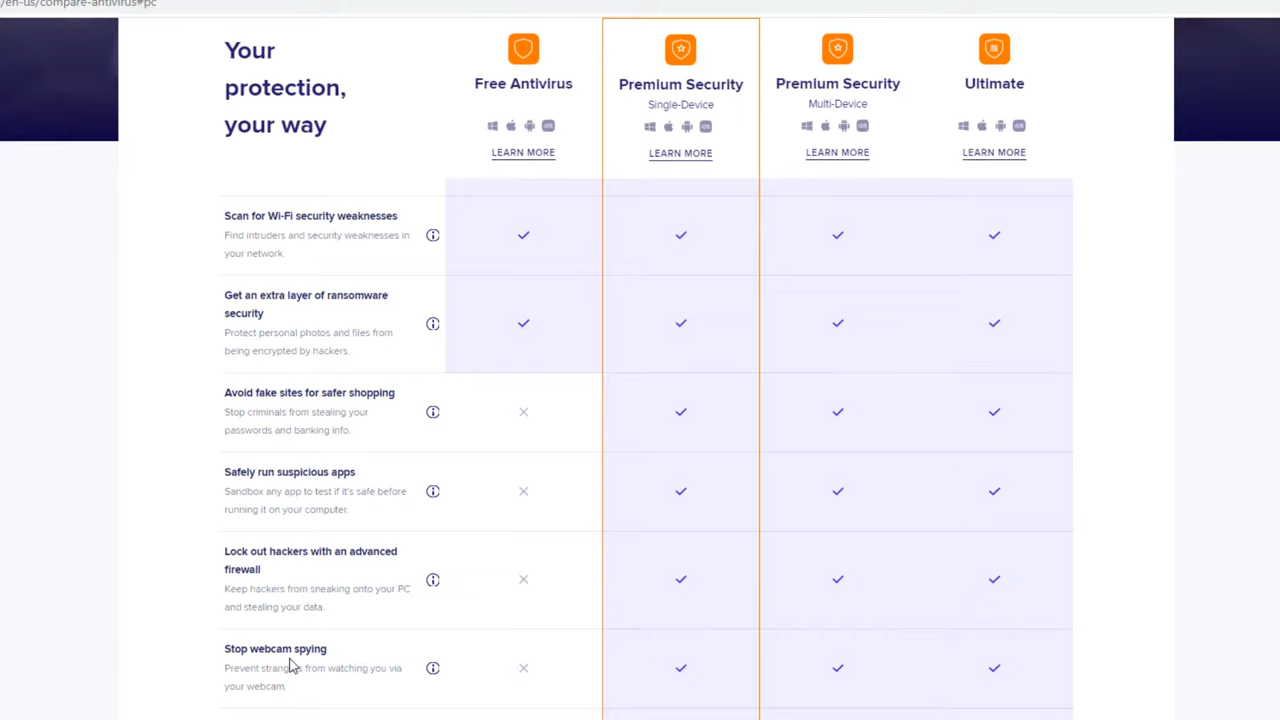 /en-us/compare-antivirus#pc
Your
protection,
your way
Free Antivirus
LEARN MORE
Premium Security
Single-Device
LEARN MORE
Premium Security
Multi-Device
LEARN MORE
Ultimate
LEARN MORE
Scan for Wi-Fi security weaknesses
Find intruders and security weaknesses in
your network.
Get an extra layer of ransomware
security
Protect personal photos and files from
being encrypted by hackers.
Avoid fake sites for safer shopping
Stop criminals from stealing your
passwords and banking info.
Safely run suspicious apps
Sandbox any app to test if it's safe before
running it on your computer.
Lock out hackers with an advanced
firewall
Keep hackers from sneaking onto your PC
and stealing your data.
Stop webcam spying
Prevent strangers from watching you via
your webcam.